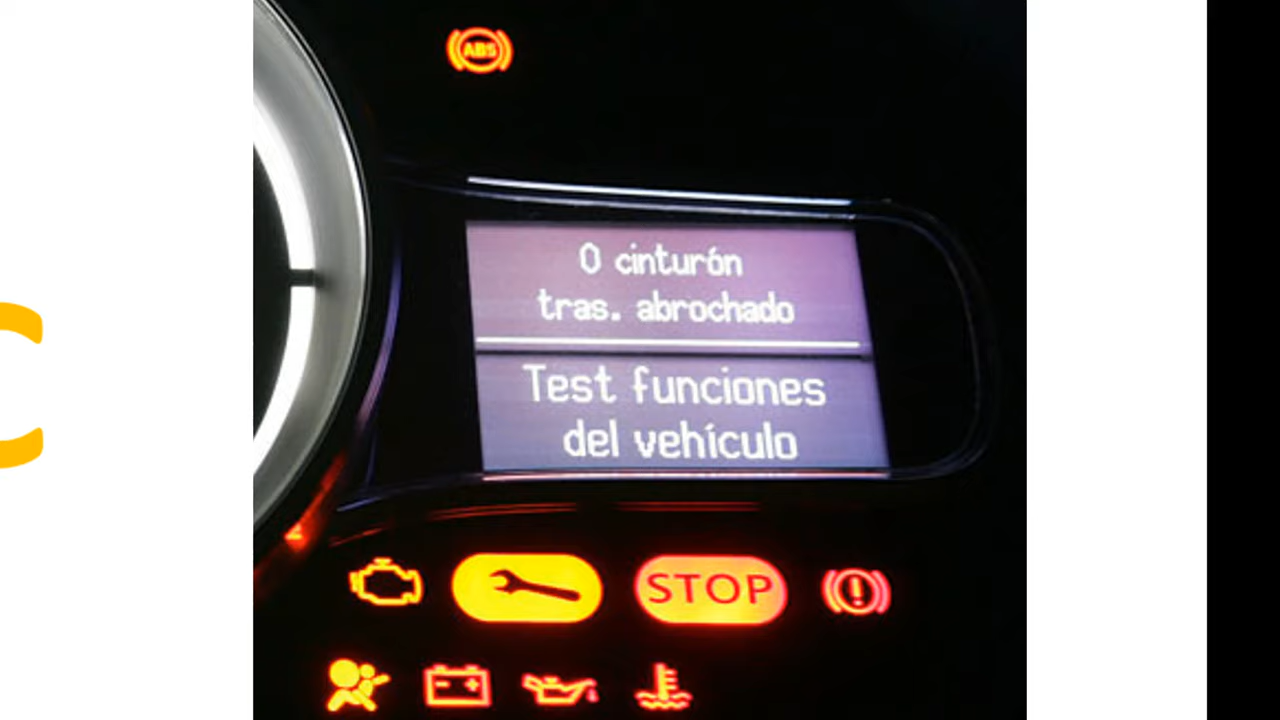 ABS
0 cinturón
tras. abrochado
Test funciones
del vehículo
STOP